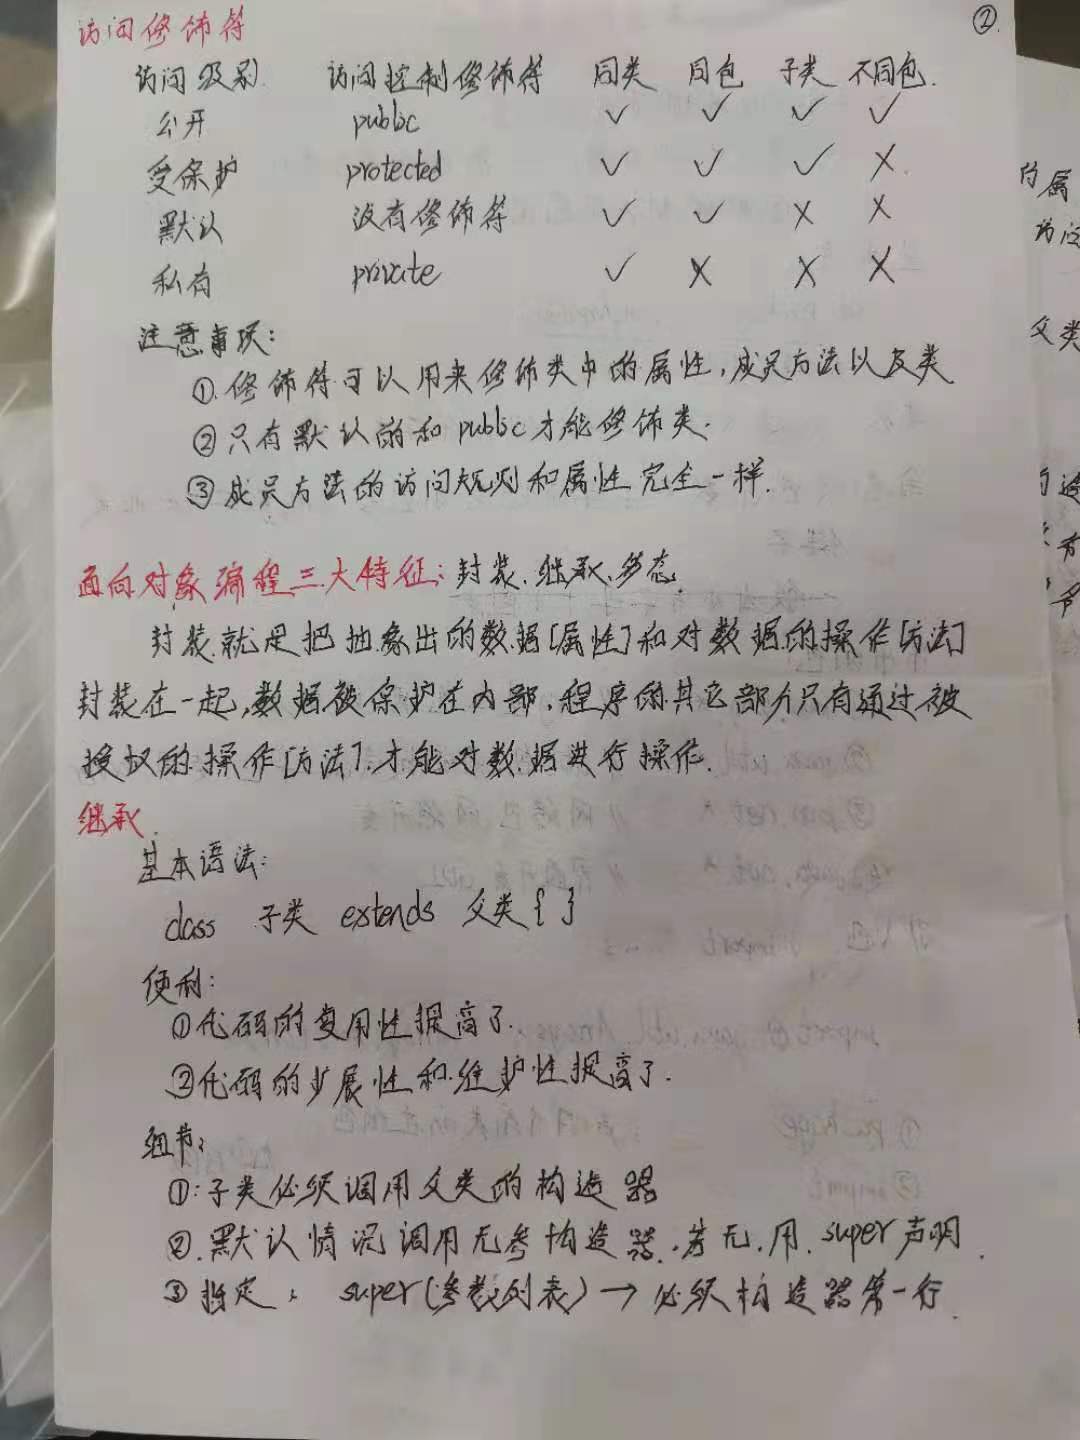 访问修饰符 ②
访问级别 访问控制修饰符 同类 同包 子类 不同包
公开 public ✓ ✓ ✓ ✓
受保护 protected ✓ ✓ ✓ ×
默认 没有修饰符 ✓ ✓ × ×
私有 private ✓ × × ×
注意事项:
①.修饰符可以用来修饰类中的属性,成员方法以及类
②只有默认的和public才能修饰类.
③成员方法的访问规则和属性完全一样.
面向对象编程三大特征:封装.继承.多态.
封装就是把抽象出的数据[属性]和对数据的操作[方法]
封装在一起,数据被保护在内部.程序的其它部分只有通过被
授权的操作[方法].才能对数据进行操作.
继承.
基本语法:
class 子类 extends 父类{ }
便利:
①代码的复用性提高了.
②代码的扩展性和维护性提高了.
细节:
①:子类必须调用父类的构造器
②.默认情况调用无参构造器.若无.用.super声明.
③指定: super(参数列表)→必须构造器第一行.
的属
访问
父类